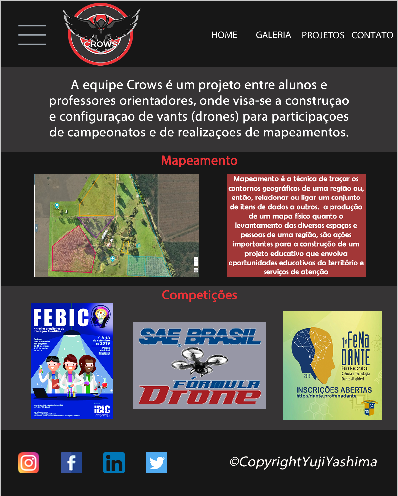 CROWS
HOME GALERIA PROJETOS CONTATO
A equipe Crows é um projeto entre alunos e
professores orientadores, onde visa-se a construçao
e configuraçao de vants (drones) para participaçoes
de campeonatos e de realizaçoes de mapeamentos.
Mapeamento
Mapeamento é a técnica de traçar os
contornos geográficos de uma região ou,
então, relacionar ou ligar um conjunto
de itens de dados a outros. a produção
de um mapa físico quanto o
levantamento das diversos espaços e
pessoas de uma região, são ações
importantes para a construção de um
projeto educativo que envolva
oportunidades educativas do território e
serviços de atenção
Competições
FEBIC
SAE BRASIL
FÓRMULA
Drone
1ª FeNa
DANTE
INSCRIÇÕES ABERTAS
©CopyrightYujiYashima